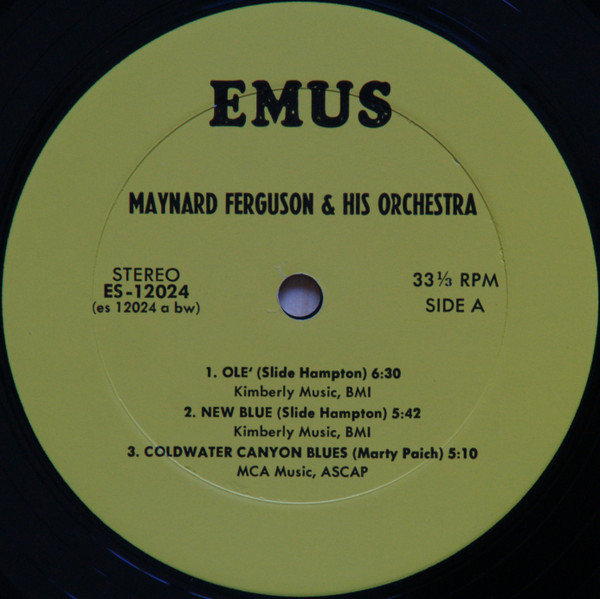 EMUS
MAYNARD FERGUSON & HIS ORCHESTRA
STEREO
ES-12024
(es 12024 a bw)
33⅓ RPM
SIDE A
1. OLE' (Slide Hampton) 6:30
Kimberly Music, BMI
2. NEW BLUE (Slide Hampton) 5:42
Kimberly Music, BMI
3. COLDWATER CANYON BLUES (Marty Paich) 5:10
MCA Music, ASCAP